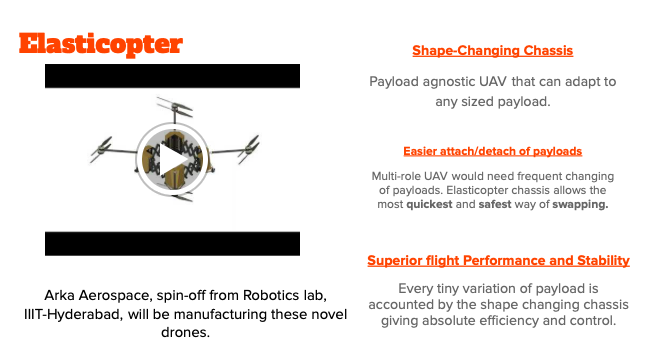 Elasticopter
Arka Aerospace, spin-off from Robotics lab,
IIIT-Hyderabad, will be manufacturing these novel
drones.
Shape-Changing Chassis
Payload agnostic UAV that can adapt to
any sized payload.
Easier attach/detach of payloads
Multi-role UAV would need frequent changing
of payloads. Elasticopter chassis allows the
most quickest and safest way of swapping.
Superior flight Performance and Stability
Every tiny variation of payload is
accounted by the shape changing chassis
giving absolute efficiency and control.